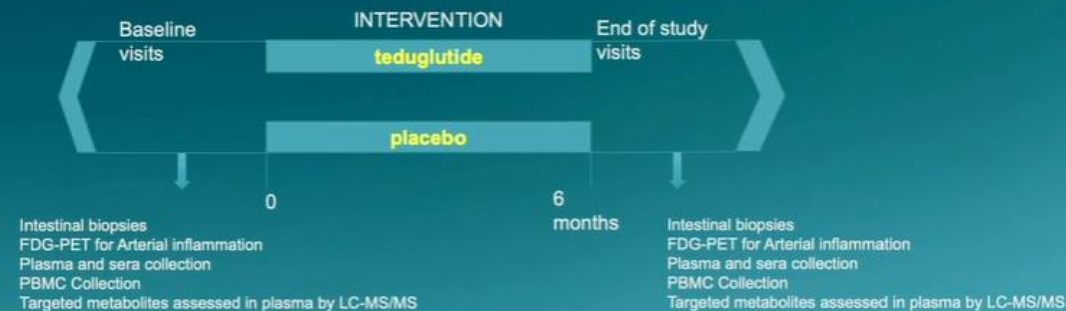 Baseline
visits
INTERVENTION
End of study
visits
teduglutide
placebo
0
6
months
Intestinal biopsies
FDG-PET for Arterial inflammation
Plasma and sera collection
PBMC Collection
Targeted metabolites assessed in plasma by LC-MS/MS
Intestinal biopsies
FDG-PET for Arterial inflammation
Plasma and sera collection
PBMC Collection
Targeted metabolites assessed in plasma by LC-MS/MS